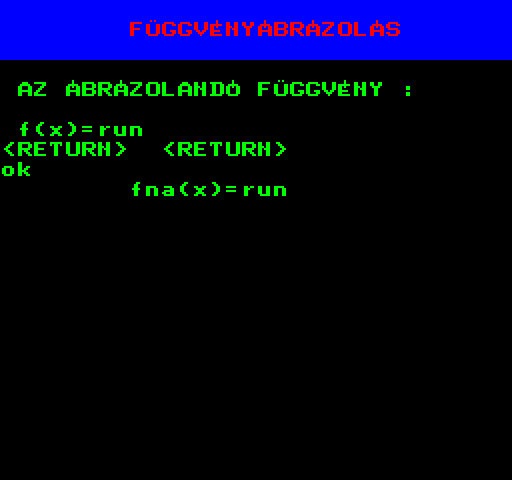 FÜGGVÉNYÁBRÁZOLÁS
AZ ÁBRÁZOLANDÓ FÜGGVÉNY :
f(x)=run
<RETURN> <RETURN>
ok
fna(x)=run